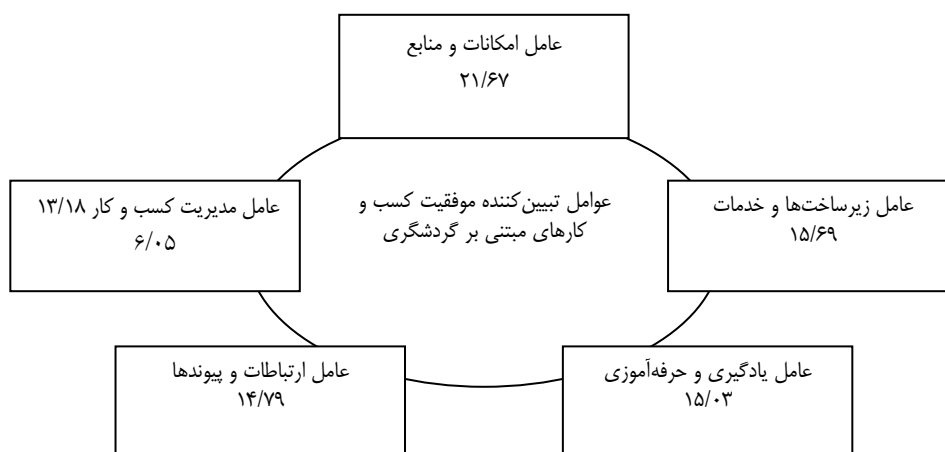 عامل امکانات و منابع
۲۱/۶۷
عوامل تبیین‌کننده موفقیت کسب و
کارهای مبتنی بر گردشگری
عامل زیرساخت‌ها و خدمات
۱۵/۶۹
عامل مدیریت کسب و کار ۱۳/۱۸
۶/۰۵
عامل یادگیری و حرفه‌آموزی
۱۵/۰۳
عامل ارتباطات و پیوندها
۱۴/۷۹